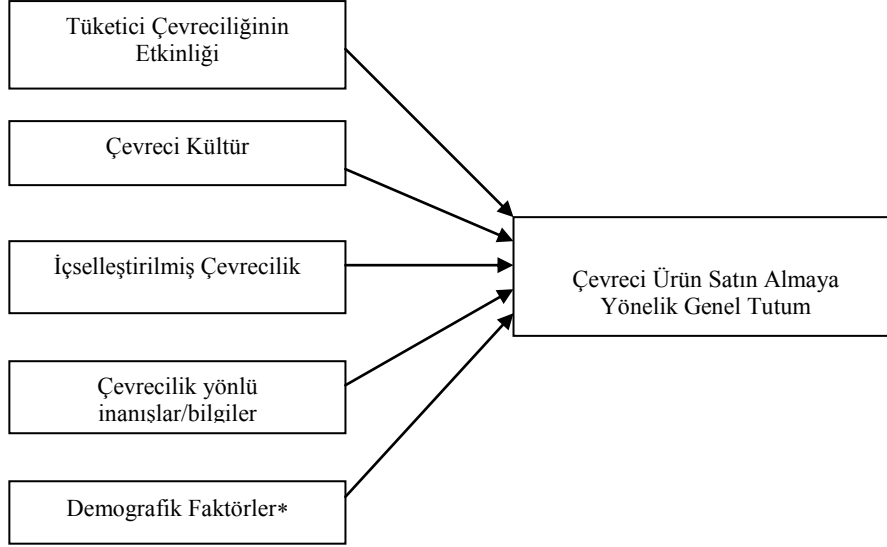 Tüketici Çevreciliğinin
Etkinliği
Çevreci Kültür
İçselleştirilmiş Çevrecilik
Çevrecilik yönlü
inanışlar/bilgiler
Demografik Faktörler*
Çevreci Ürün Satın Almaya
Yönelik Genel Tutum